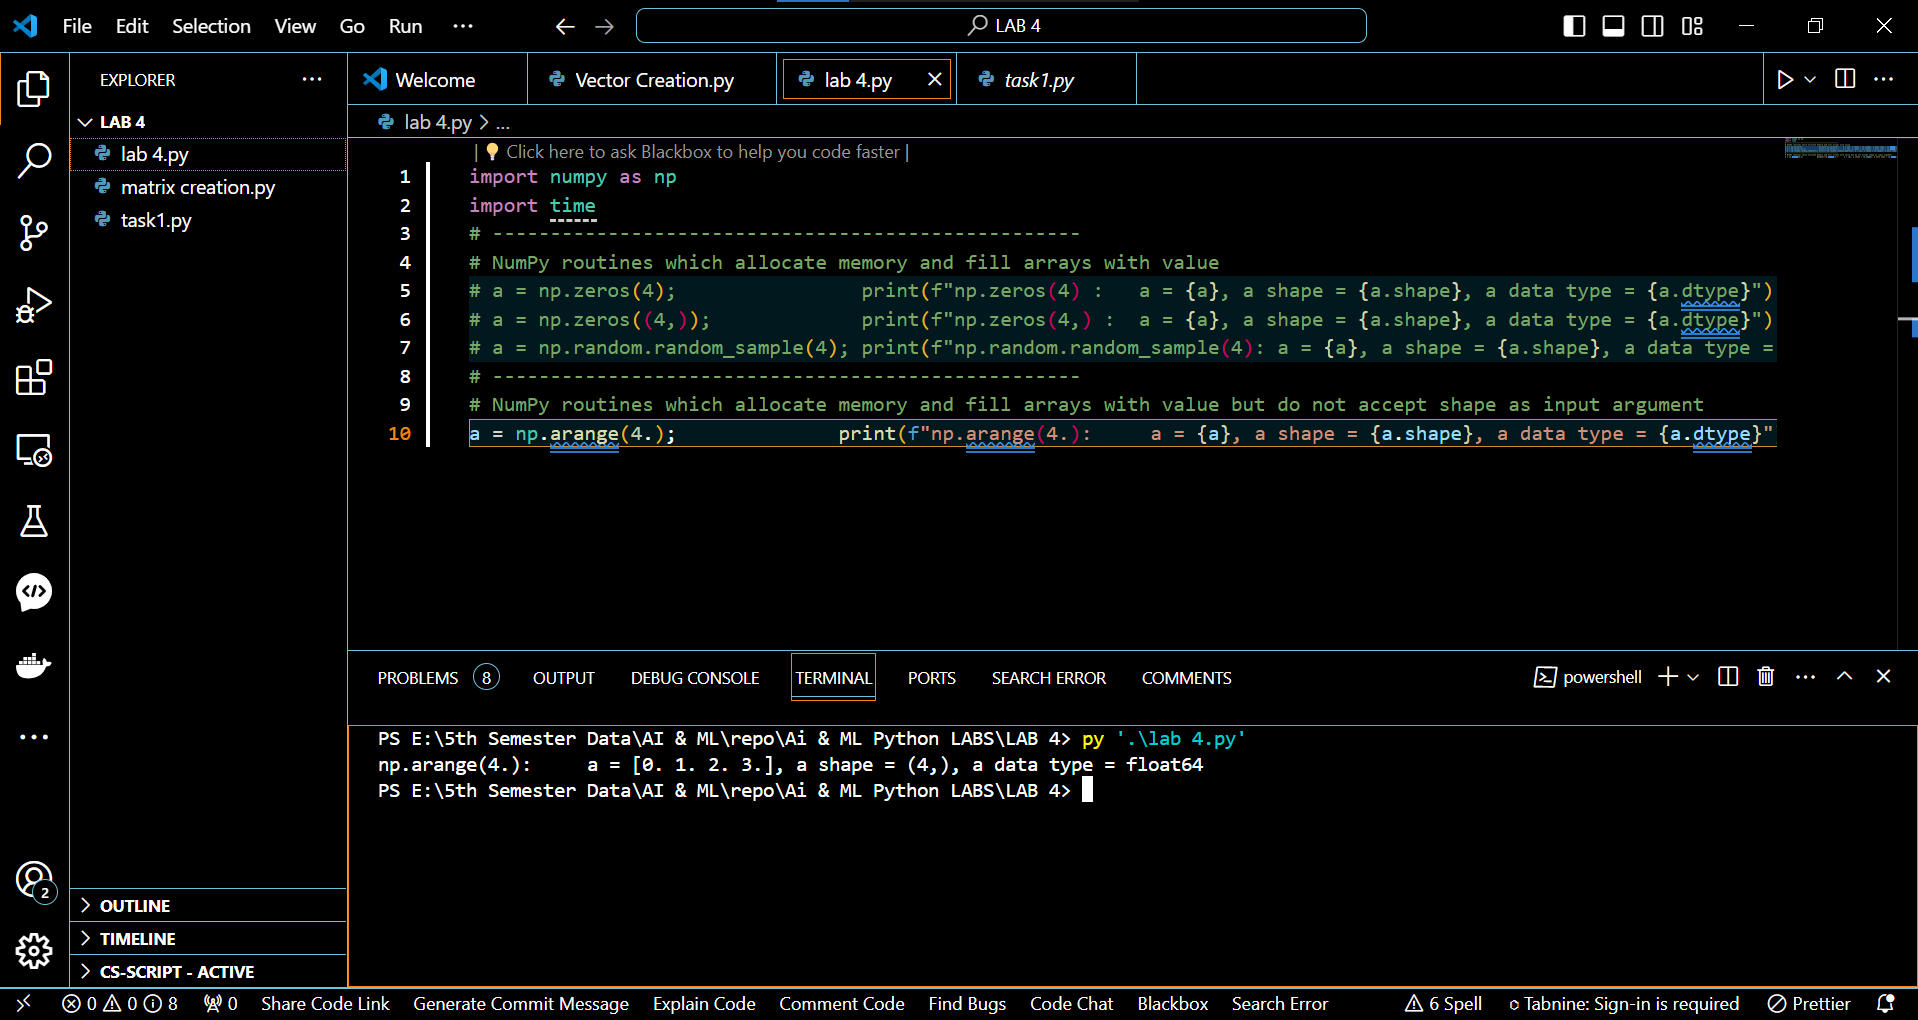 File Edit Selection View Go Run ··· LAB 4
EXPLORER ···
LAB 4
lab 4.py
matrix creation.py
task1.py
OUTLINE
TIMELINE
CS-SCRIPT - ACTIVE
2
Welcome Vector Creation.py lab 4.py task1.py
lab 4.py > ...
| Click here to ask Blackbox to help you code faster |
1 import numpy as np
2 import time
3 # ---------------------------------------------------
4 # NumPy routines which allocate memory and fill arrays with value
5 # a = np.zeros(4);                print(f"np.zeros(4) :   a = {a}, a shape = {a.shape}, a data type = {a.dtype}")
6 # a = np.zeros((4,));             print(f"np.zeros(4,) :  a = {a}, a shape = {a.shape}, a data type = {a.dtype}")
7 # a = np.random.random_sample(4); print(f"np.random.random_sample(4): a = {a}, a shape = {a.shape}, a data type =
8 # ---------------------------------------------------
9 # NumPy routines which allocate memory and fill arrays with value but do not accept shape as input argument
10 a = np.arange(4.);              print(f"np.arange(4.):     a = {a}, a shape = {a.shape}, a data type = {a.dtype}"
PROBLEMS 8 OUTPUT DEBUG CONSOLE TERMINAL PORTS SEARCH ERROR COMMENTS powershell
PS E:\5th Semester Data\AI & ML\repo\Ai & ML Python LABS\LAB 4> py '.\lab 4.py'
np.arange(4.):     a = [0. 1. 2. 3.], a shape = (4,), a data type = float64
PS E:\5th Semester Data\AI & ML\repo\Ai & ML Python LABS\LAB 4>
0 0 8 0 Share Code Link Generate Commit Message Explain Code Comment Code Find Bugs Code Chat Blackbox Search Error 6 Spell Tabnine: Sign-in is required Prettier